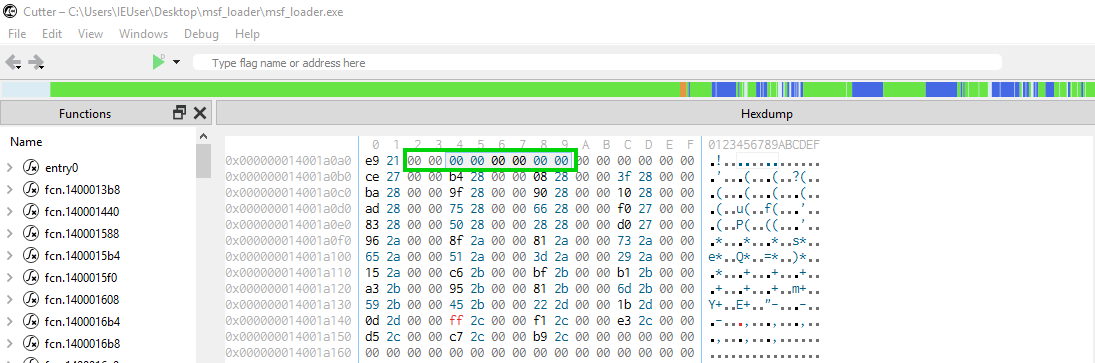 Cutter – C:\Users\IEUser\Desktop\msf_loader\msf_loader.exe
File Edit View Windows Debug Help
Type flag name or address here
Functions
Name
entry0
fcn.1400013b8
fcn.140001440
fcn.140001588
fcn.1400015b4
fcn.1400015f0
fcn.140001608
fcn.1400016b4
fcn.1400016b8
Hexdump
0 1 2 3 4 5 6 7 8 9 A B C D E F 0123456789ABCDEF
0x000000014001a0a0 e9 21 00 00 00 00 00 00 00 00 00 00 00 00 00 00 .!..............
0x000000014001a0b0 ce 27 00 00 b4 28 00 00 08 28 00 00 3f 28 00 00 .'...(...(..?(..
0x000000014001a0c0 ba 28 00 00 9f 28 00 00 90 28 00 00 10 28 00 00 .(...(...(...(..
0x000000014001a0d0 ad 28 00 00 75 28 00 00 66 28 00 00 f0 27 00 00 .(..u(..f(...'..
0x000000014001a0e0 83 28 00 00 50 28 00 00 28 28 00 00 d0 27 00 00 .(..P(..((...'..
0x000000014001a0f0 96 2a 00 00 8f 2a 00 00 81 2a 00 00 73 2a 00 00 .*...*...*..s*..
0x000000014001a100 65 2a 00 00 51 2a 00 00 3d 2a 00 00 29 2a 00 00 e*..Q*..=*..)*..
0x000000014001a110 15 2a 00 00 c6 2b 00 00 bf 2b 00 00 b1 2b 00 00 .*...+...+...+..
0x000000014001a120 a3 2b 00 00 95 2b 00 00 81 2b 00 00 6d 2b 00 00 .+...+...+..m+..
0x000000014001a130 59 2b 00 00 45 2b 00 00 22 2d 00 00 1b 2d 00 00 Y+..E+.."-...-..
0x000000014001a140 0d 2d 00 00 ff 2c 00 00 f1 2c 00 00 e3 2c 00 00 .-...,...,...,..
0x000000014001a150 d5 2c 00 00 c7 2c 00 00 b9 2c 00 00 00 00 00 00 .,...,...,......
0x000000014001a160 00 00 00 00 00 00 00 00 00 00 00 00 00 00 00 00 ................